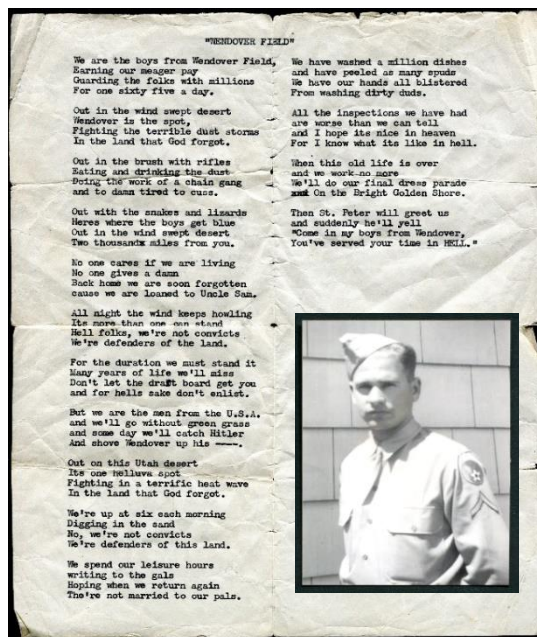 "WENDOVER FIELD"
We are the boys from Wendover Field,
Earning our meager pay
Guarding the folks with millions
For one sixty five a day.
Out in the wind swept desert
Wendover is the spot,
Fighting the terrible dust storms
In the land that God forgot.
Out in the brush with rifles
Eating and drinking the dust
Doing the work of a chain gang
and to damn tired to cuss.
Out with the snakes and lizards
Heres where the boys get blue
Out in the wind swept desert
Two thousands miles from you.
No one cares if we are living
No one gives a damn
Back home we are soon forgotten
cause we are loaned to Uncle Sam.
All night the wind keeps howling
Its more than one can stand
Hell folks, we're not convicts
We're defenders of the land.
For the duration we must stand it
Many years of life we'll miss
Don't let the draft board get you
and for hells sake don't enlist.
But we are the men from the U.S.A.
and we'll go without green grass
and some day we'll catch Hitler
And shove Wendover up his ----.
Out on this Utah desert
Its one helluva spot
Fighting in a terrific heat wave
In the land that God forgot.
We're up at six each morning
Digging in the sand
No, we're not convicts
We're defenders of this land.
We spend our leisure hours
writing to the gals
Hoping when we return again
The're not married to our pals.
We have washed a million dishes
and have peeled as many spuds
We have our hands all blistered
From washing dirty duds.
All the inspections we have had
are worse than we can tell
and I hope its nice in heaven
For I know what its like in hell.
When this old life is over
and we work no more
We'll do our final dress parade
On the Bright Golden Shore.
Then St. Peter will greet us
and suddenly he'll yell
"Come in my boys from Wendover,
You've served your time in HELL."